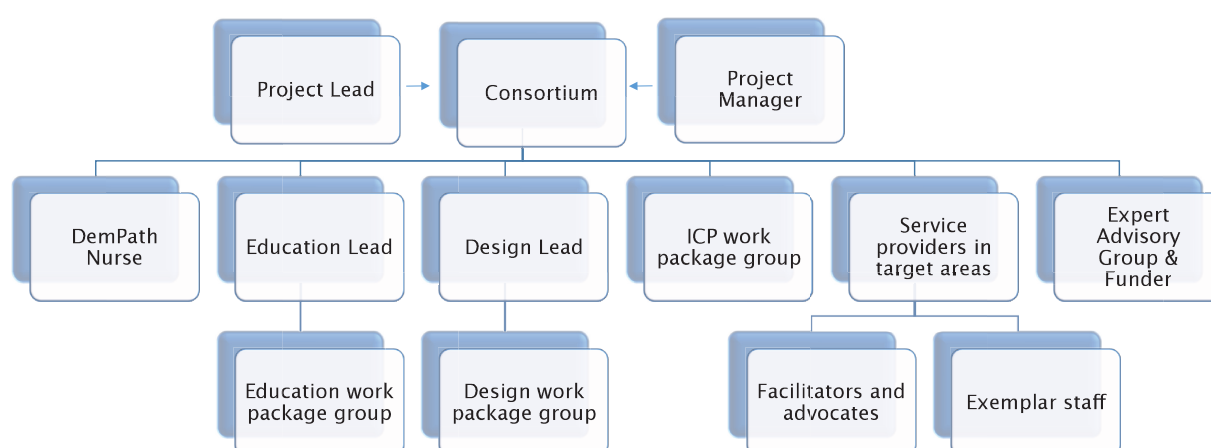 Project Lead
Consortium
Project
Manager
DemPath
Nurse
Education Lead
Design Lead
ICP work
package group
Service
providers in
target areas
Expert
Advisory
Group &
Funder
Education work
package group
Design work
package group
Facilitators and
advocates
Exemplar staff